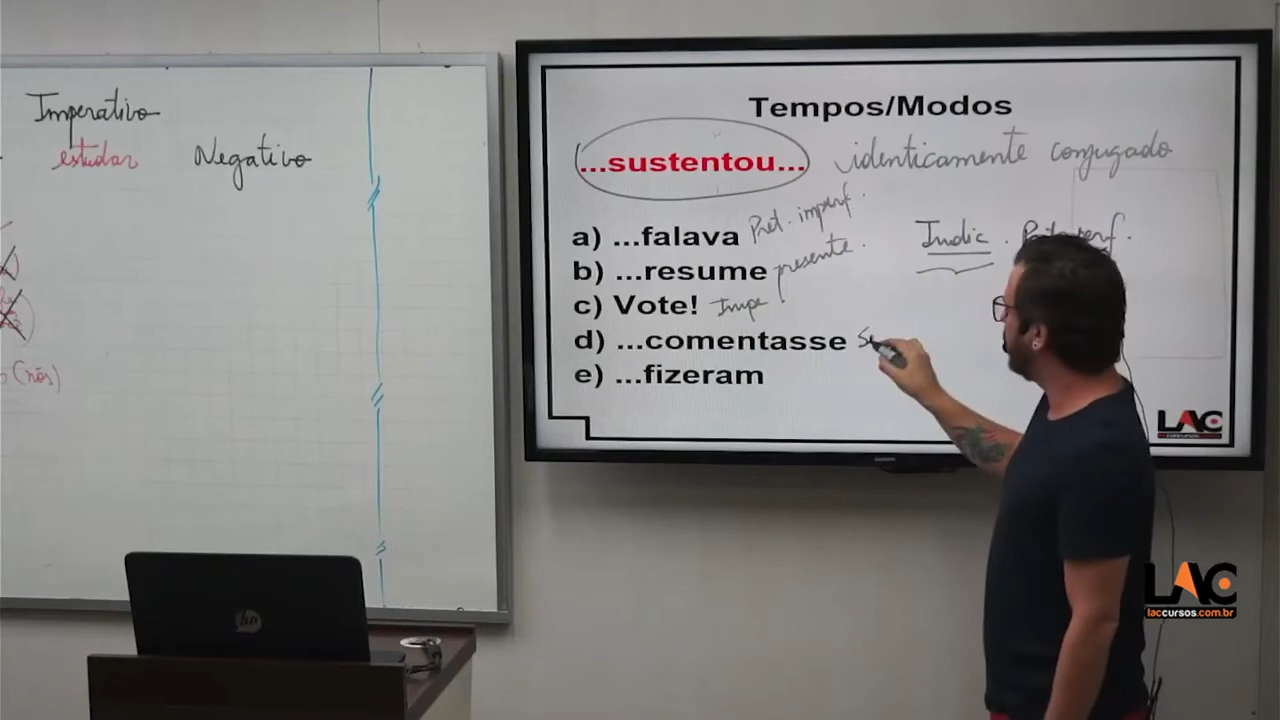 Imperativo
estudar Negativo
(nós)
Tempos/Modos
...sustentou... identicamente conjugado
a) ...falava Pret. imperf.
Indic.
b) ...resume presente.
c) Vote! Impe
d) ...comentasse
e) ...fizeram
LAC
hp
LAC
laccursos.com.br